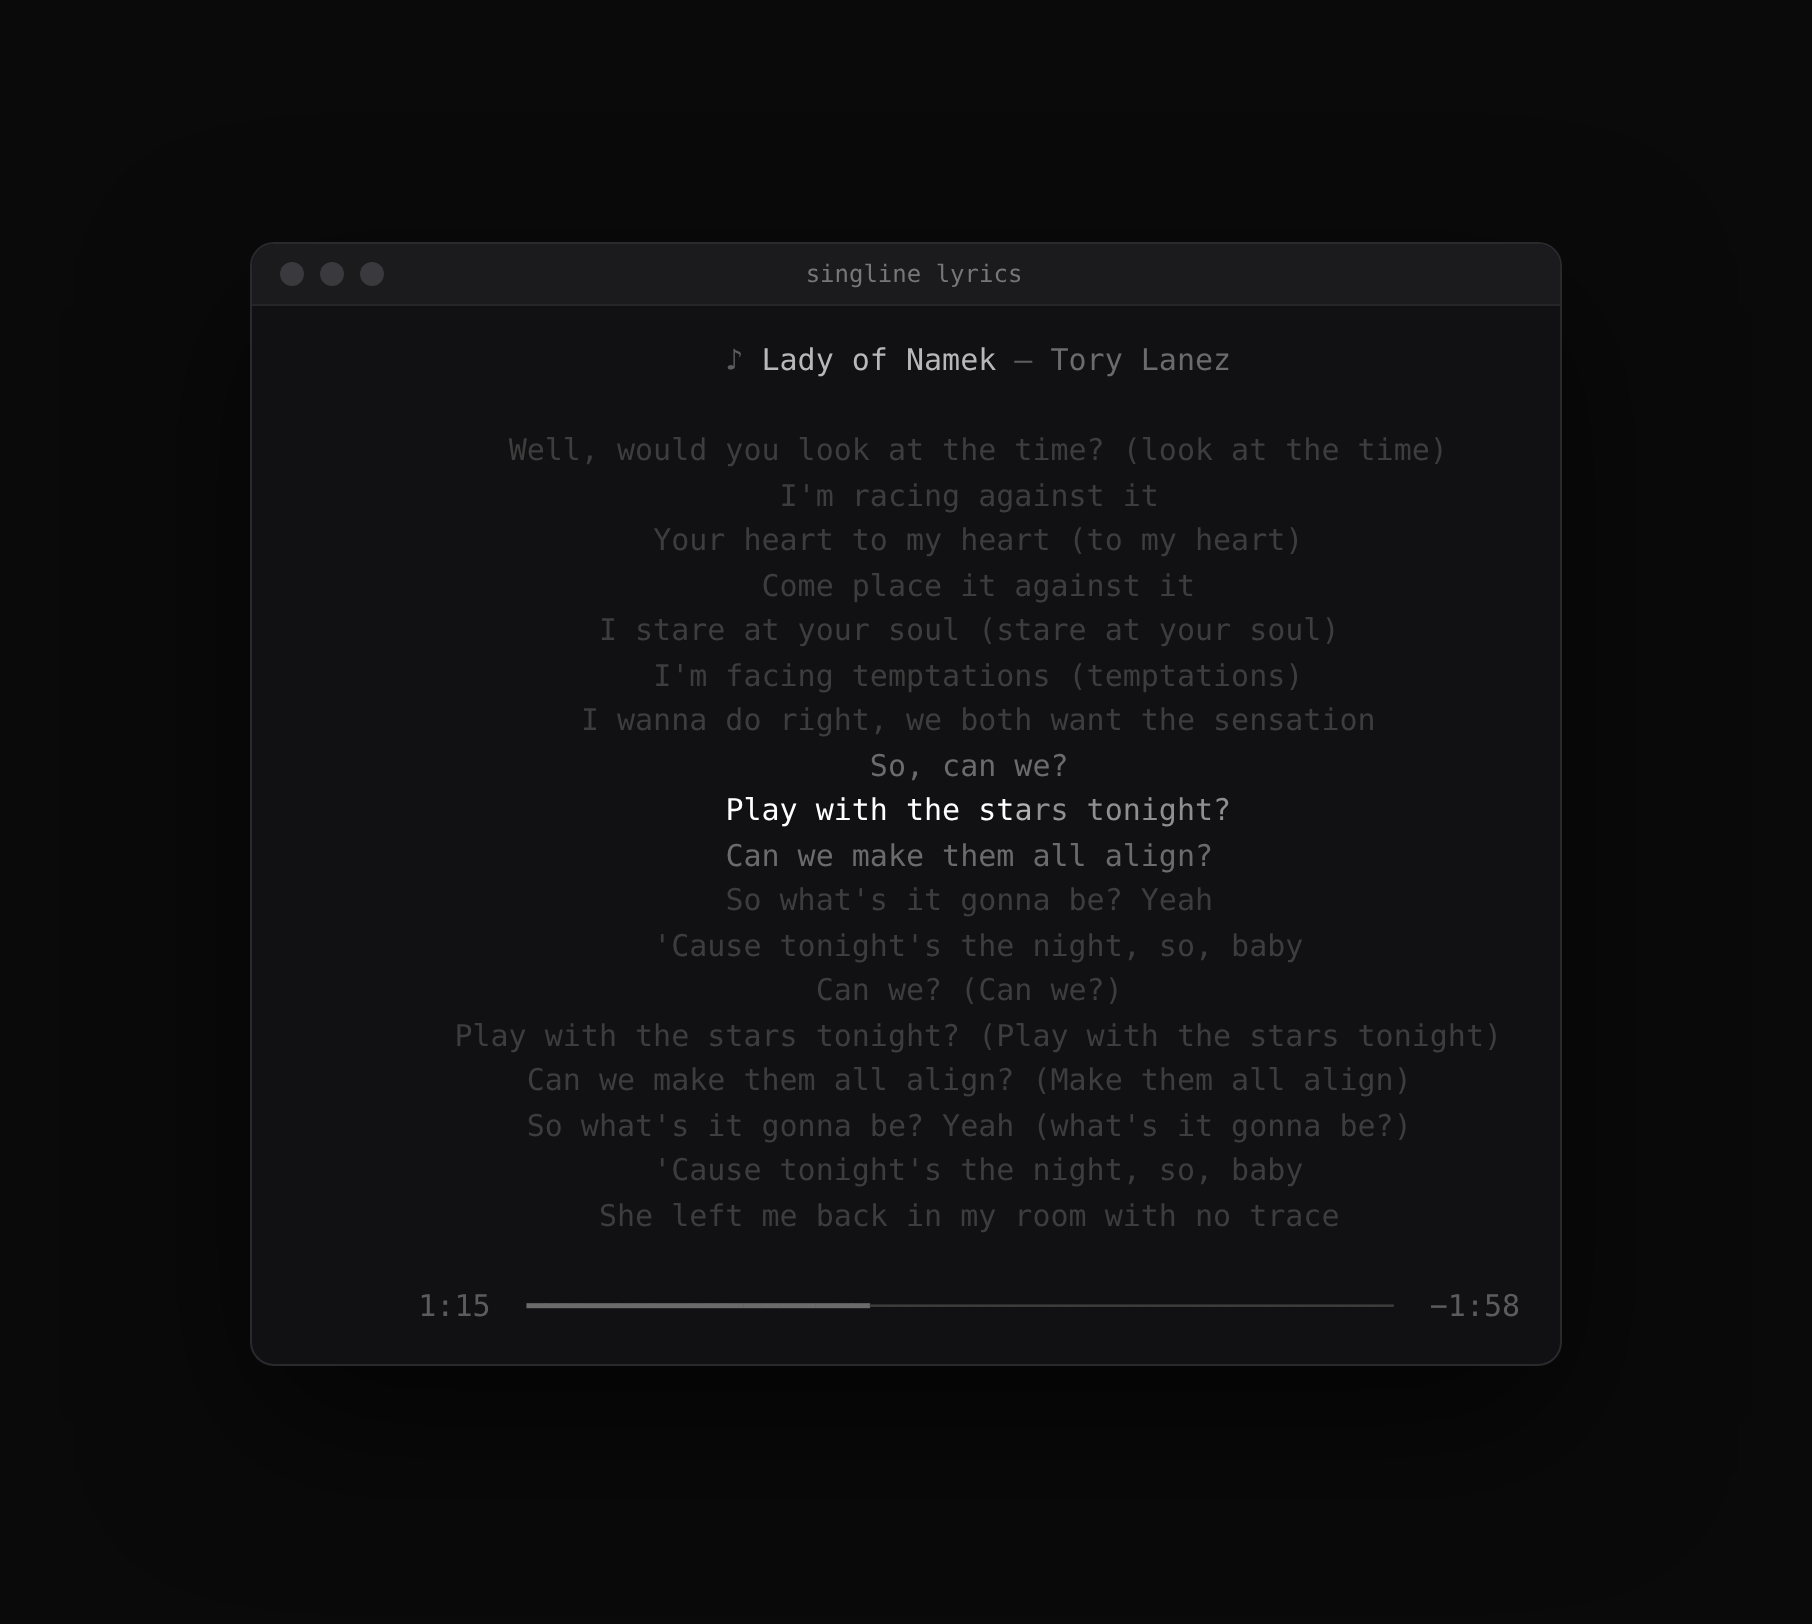 singline lyrics
♪ Lady of Namek — Tory Lanez
Well, would you look at the time? (look at the time)
I'm racing against it
Your heart to my heart (to my heart)
Come place it against it
I stare at your soul (stare at your soul)
I'm facing temptations (temptations)
I wanna do right, we both want the sensation
So, can we?
Play with the stars tonight?
Can we make them all align?
So what's it gonna be? Yeah
'Cause tonight's the night, so, baby
Can we? (Can we?)
Play with the stars tonight? (Play with the stars tonight)
Can we make them all align? (Make them all align)
So what's it gonna be? Yeah (what's it gonna be?)
'Cause tonight's the night, so, baby
She left me back in my room with no trace
1:15 −1:58